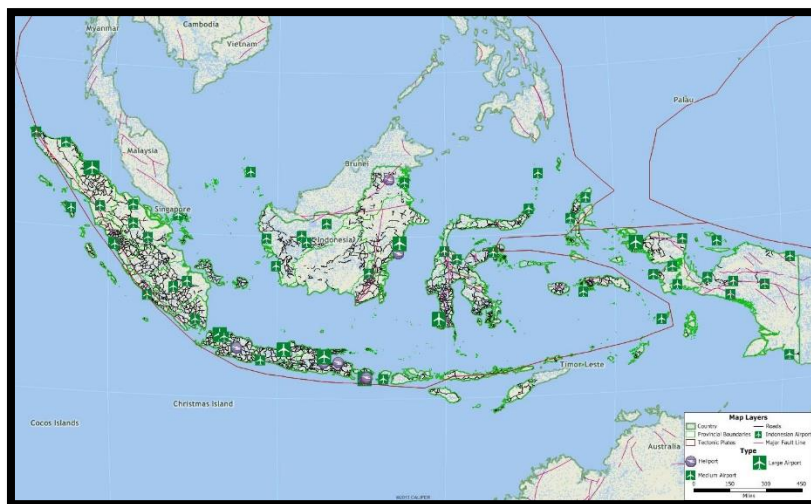 Myanmar
Cambodia
Vietnam
Palau
Malaysia
Brunei
Singapore
Indonesia
Timor-Leste
Christmas Island
Cocos Islands
Australia
Map Layers
Country
Roads
Provincial Boundaries
Indonesian Airport
Tectonic Plates
Major Fault Line
Type
Heliport
Large Airport
Medium Airport
0 150 300 450
Miles